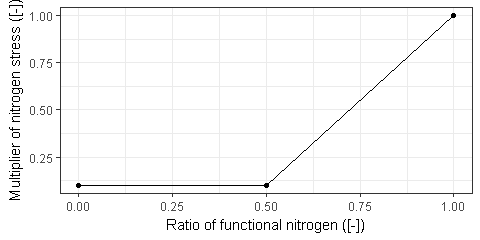 Multiplier of nitrogen stress ([-])
1.00
0.75
0.50
0.25
0.00 0.25 0.50 0.75 1.00
Ratio of functional nitrogen ([-])